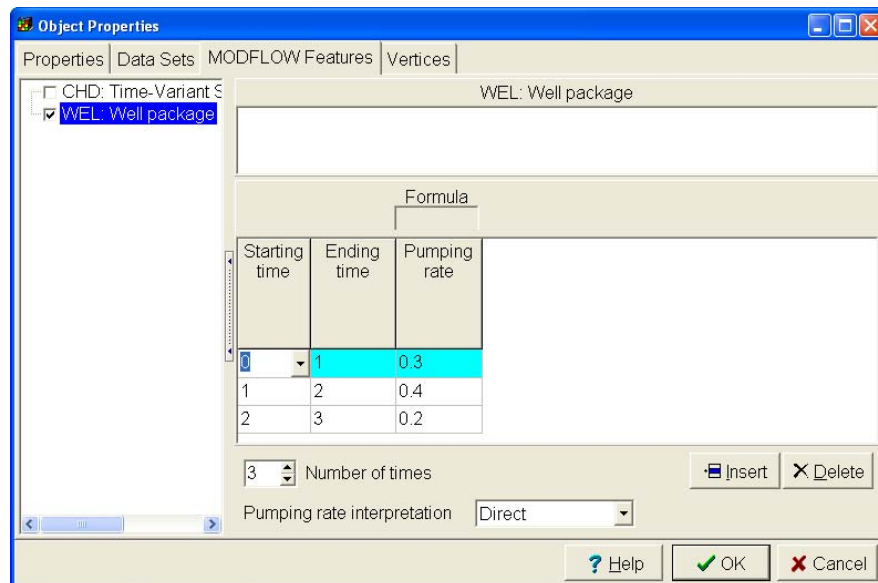 Object Properties
Properties Data Sets MODFLOW Features Vertices
CHD: Time-Variant S
WEL: Well package
WEL: Well package
Formula
Starting time Ending time Pumping rate
0 1 0.3
1 2 0.4
2 3 0.2
3 Number of times
Insert Delete
Pumping rate interpretation Direct
? Help OK Cancel